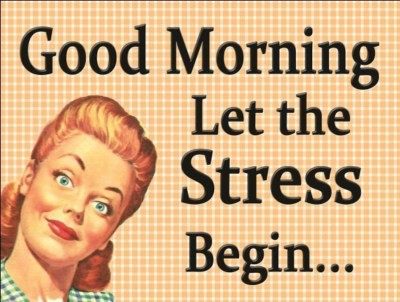 Good Morning
Let the
Stress
Begin...